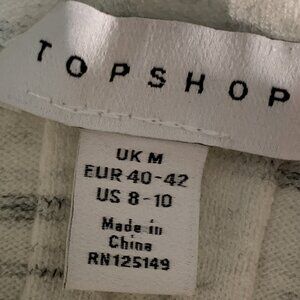 TOPSHOP
UK M
EUR 40-42
US 8-10
Made in
China
RN125149